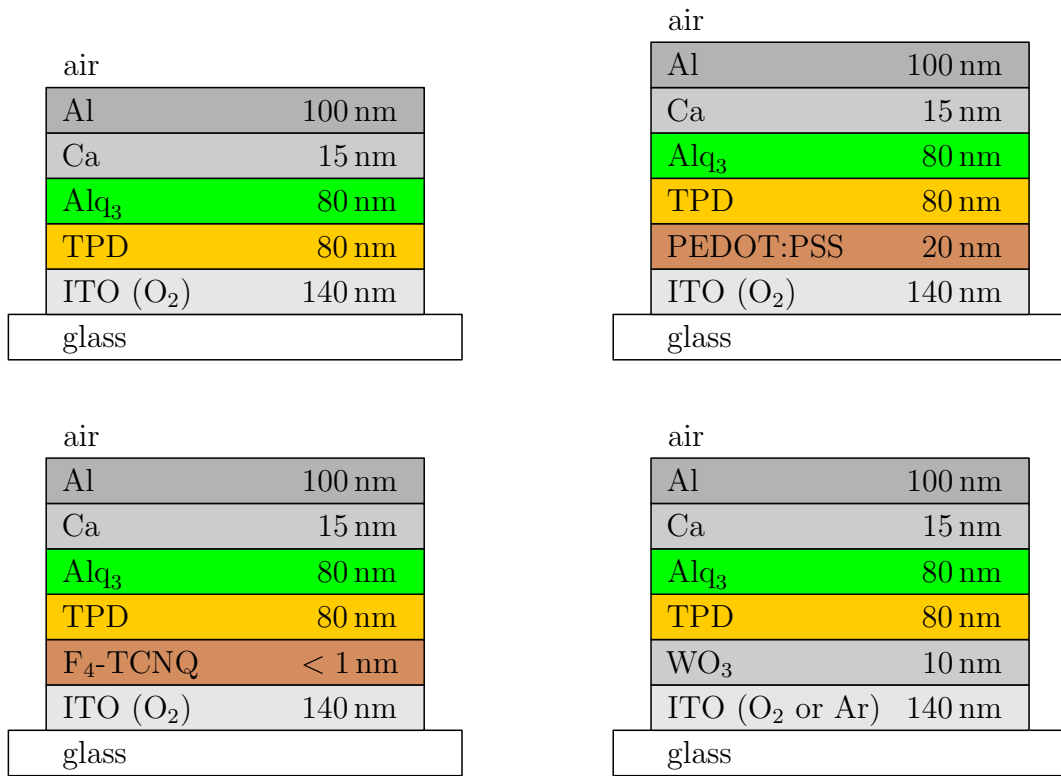 air
Al 100 nm
Ca 15 nm
Alq₃ 80 nm
TPD 80 nm
ITO (O₂) 140 nm
glass
air
Al 100 nm
Ca 15 nm
Alq₃ 80 nm
TPD 80 nm
PEDOT:PSS 20 nm
ITO (O₂) 140 nm
glass
air
Al 100 nm
Ca 15 nm
Alq₃ 80 nm
TPD 80 nm
F₄-TCNQ < 1 nm
ITO (O₂) 140 nm
glass
air
Al 100 nm
Ca 15 nm
Alq₃ 80 nm
TPD 80 nm
WO₃ 10 nm
ITO (O₂ or Ar) 140 nm
glass